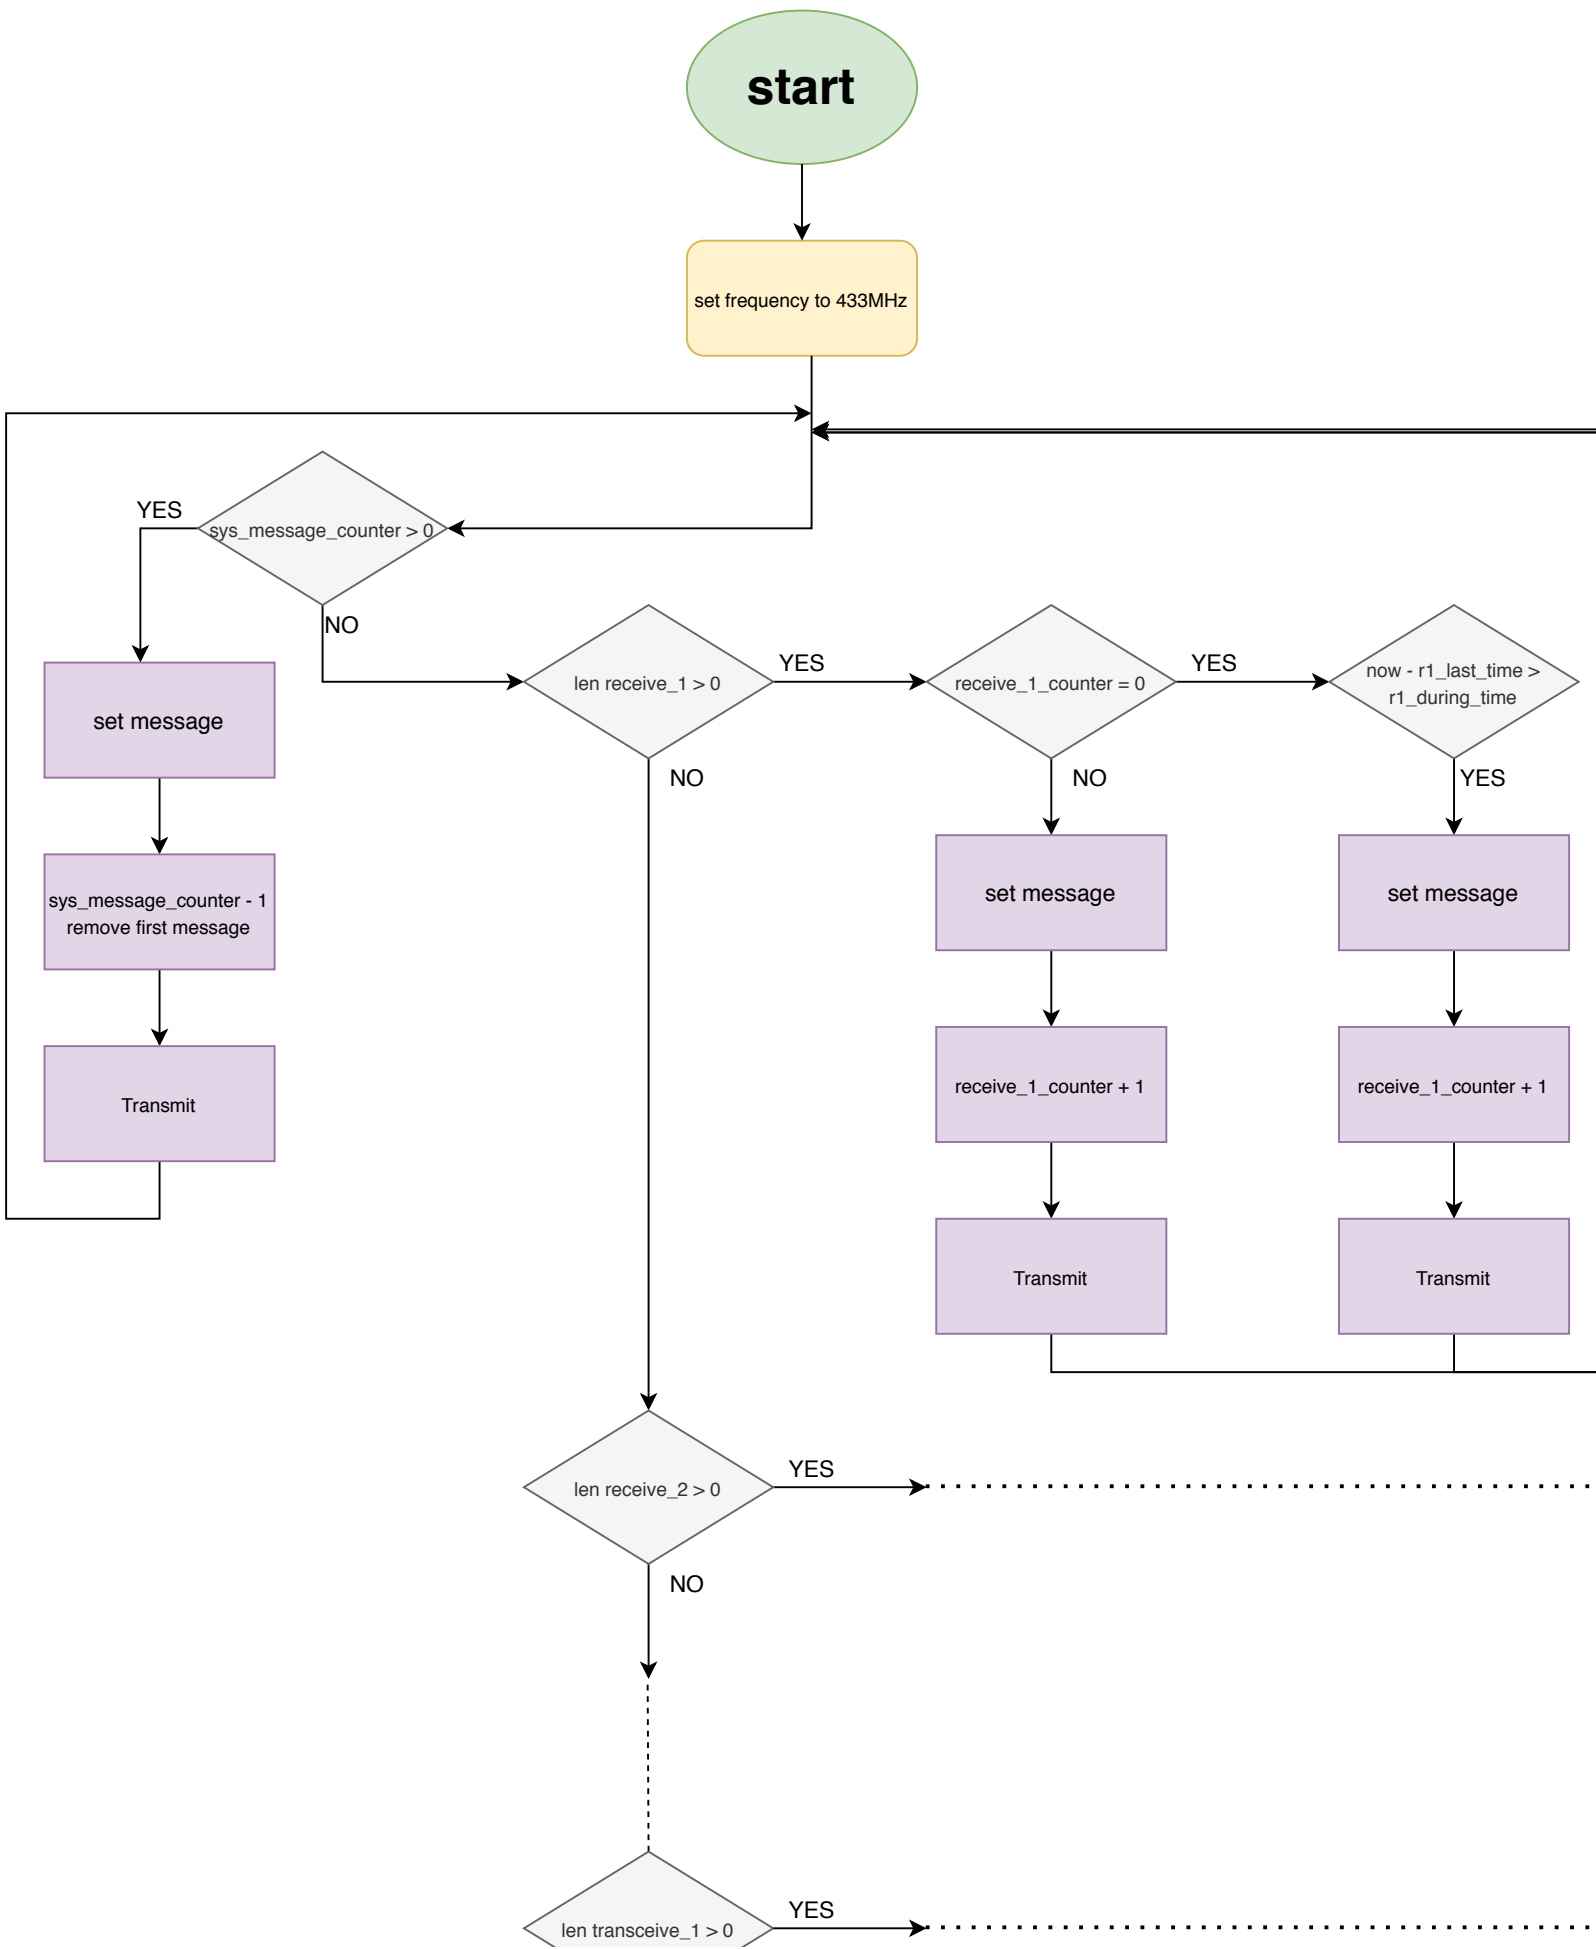 start
set frequency to 433MHz
YES
sys_message_counter > 0
NO
set message
sys_message_counter - 1
remove first message
Transmit
len receive_1 > 0
YES
NO
receive_1_counter = 0
YES
NO
set message
receive_1_counter + 1
Transmit
now - r1_last_time >
r1_during_time
YES
set message
receive_1_counter + 1
Transmit
len receive_2 > 0
YES
NO
len transceive_1 > 0
YES